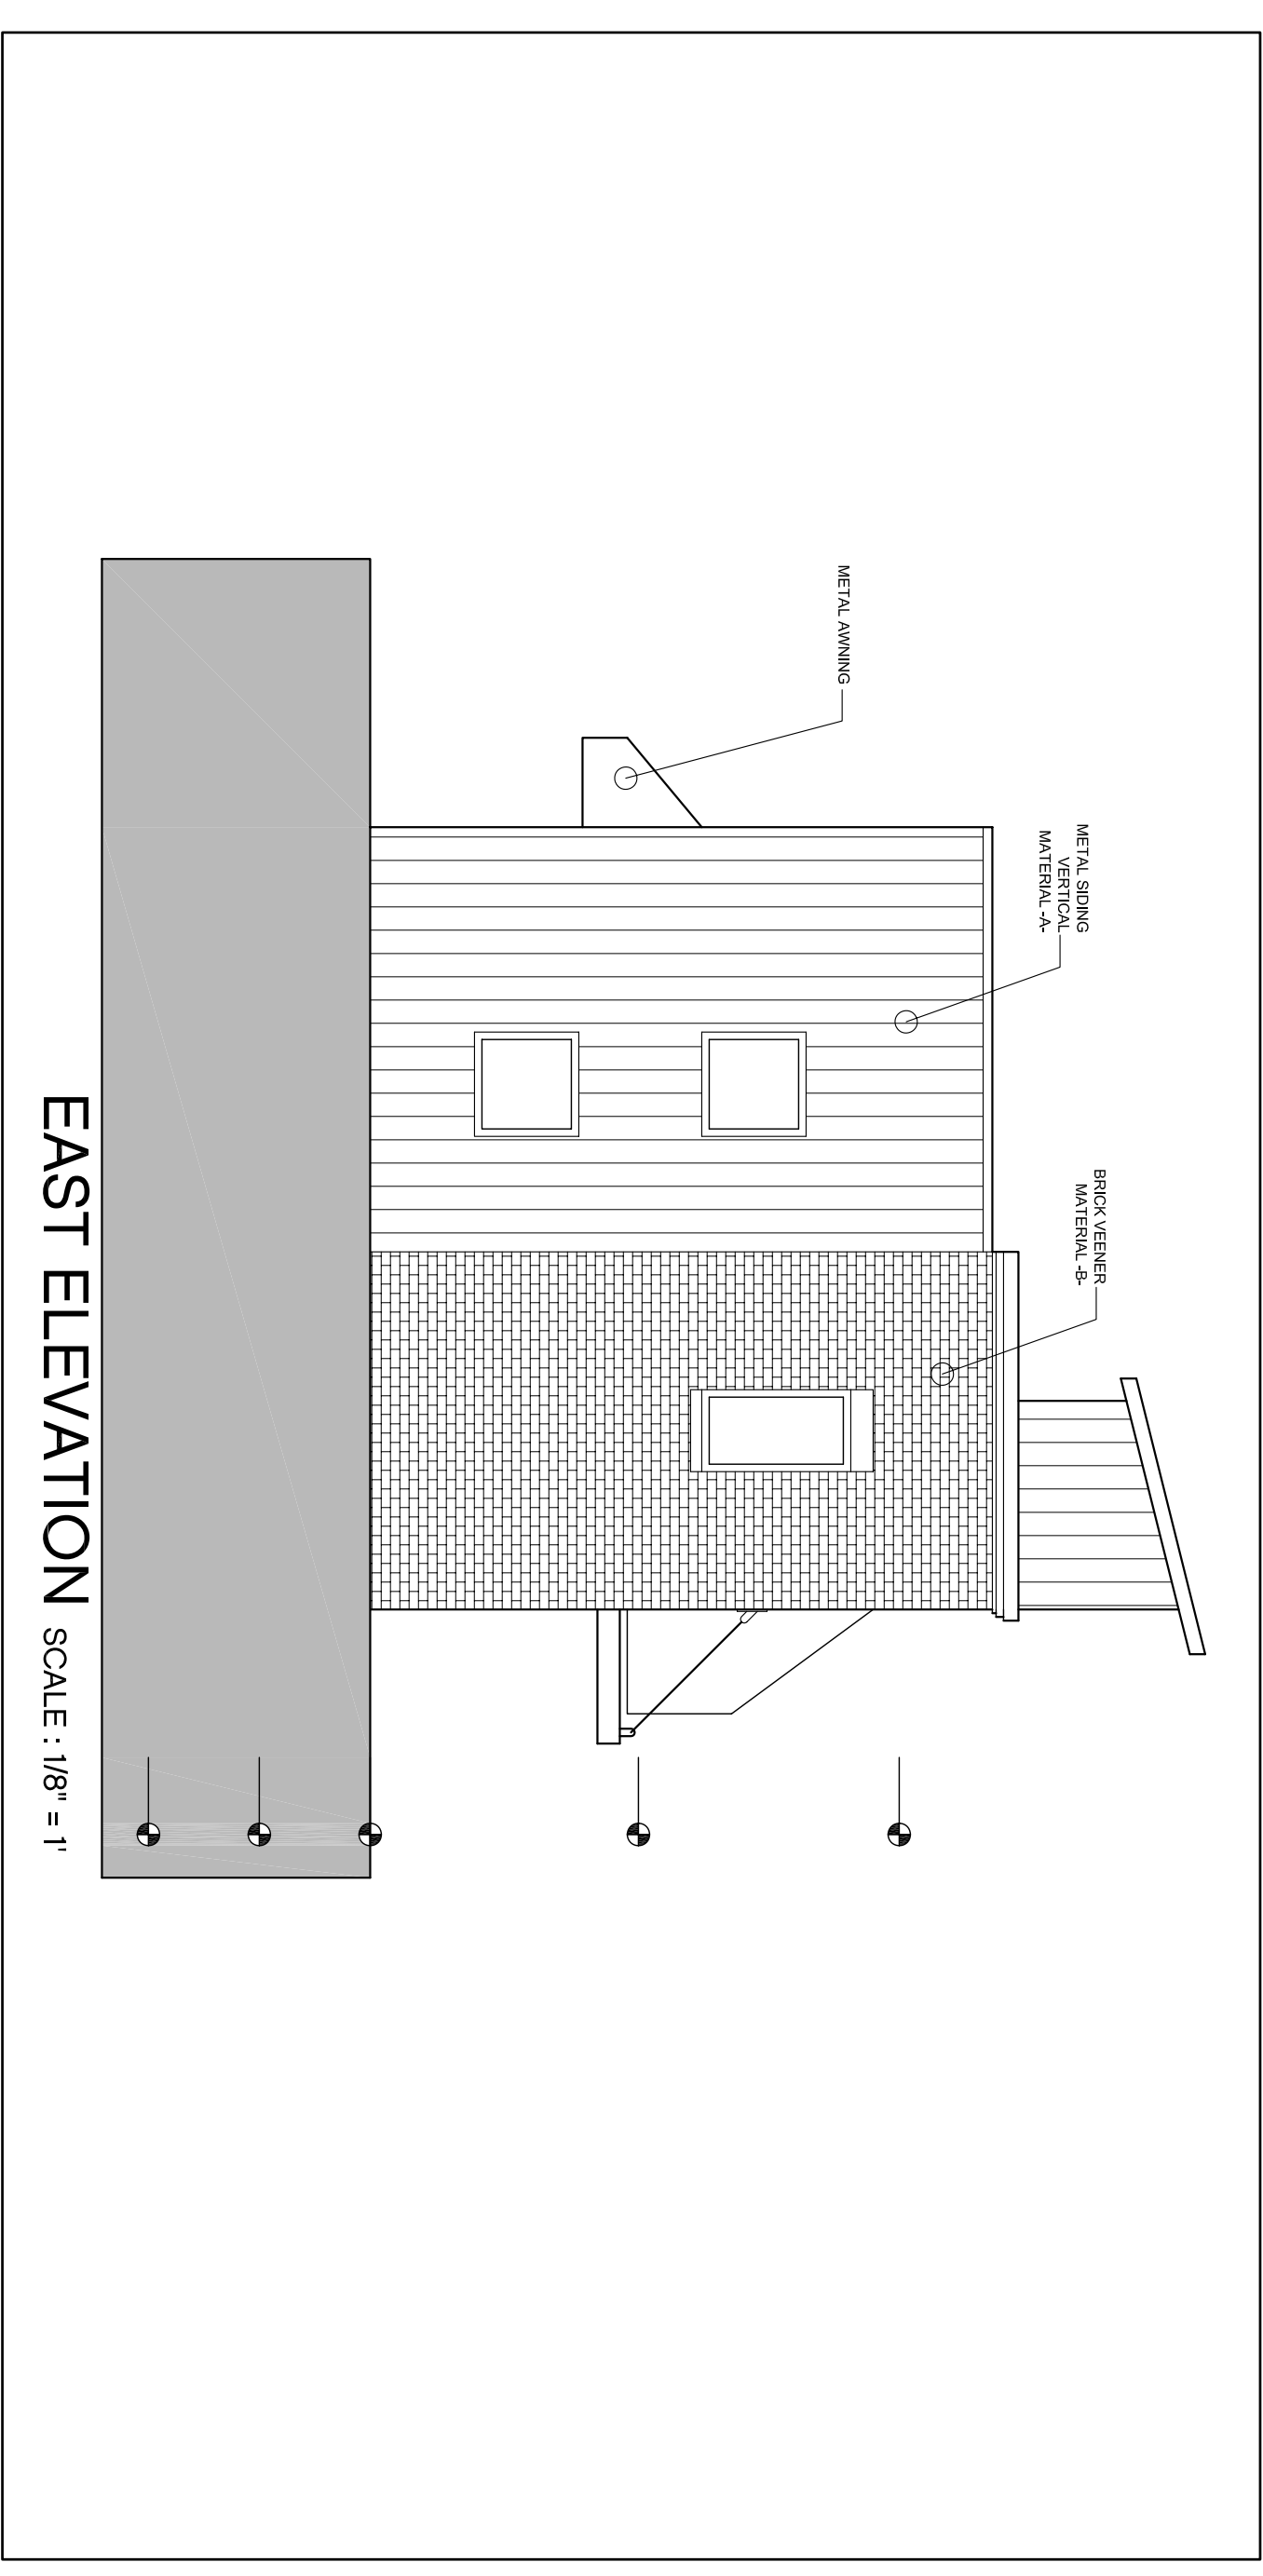 METAL AWNING
METAL SIDING
VERTICAL
MATERIAL -A-
BRICK VEENER
MATERIAL -B-
EAST ELEVATION SCALE : 1/8" = 1'